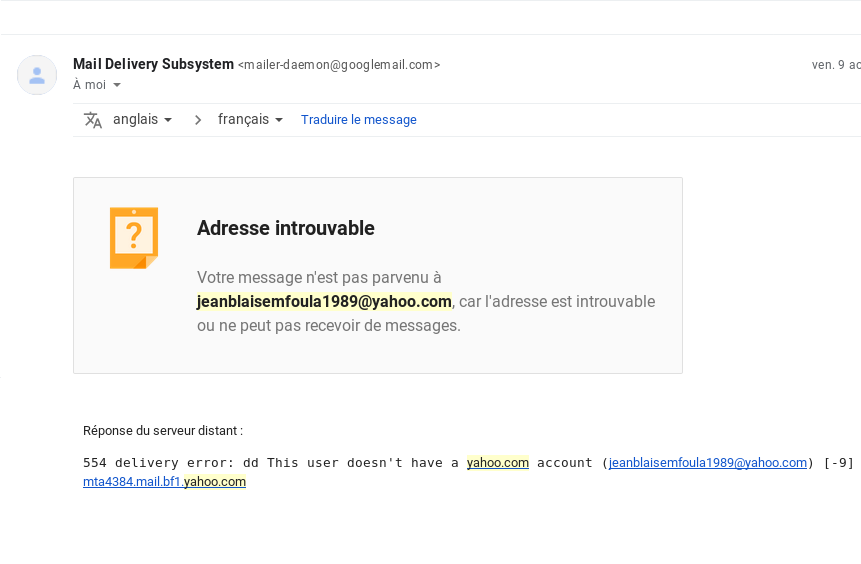 Mail Delivery Subsystem <mailer-daemon@googlemail.com> ven. 9 ao
À moi
anglais > français Traduire le message
?
Adresse introuvable
Votre message n'est pas parvenu à
jeanblaisemfoula1989@yahoo.com, car l'adresse est introuvable
ou ne peut pas recevoir de messages.
Réponse du serveur distant :
554 delivery error: dd This user doesn't have a yahoo.com account (jeanblaisemfoula1989@yahoo.com) [-9]
mta4384.mail.bf1.yahoo.com